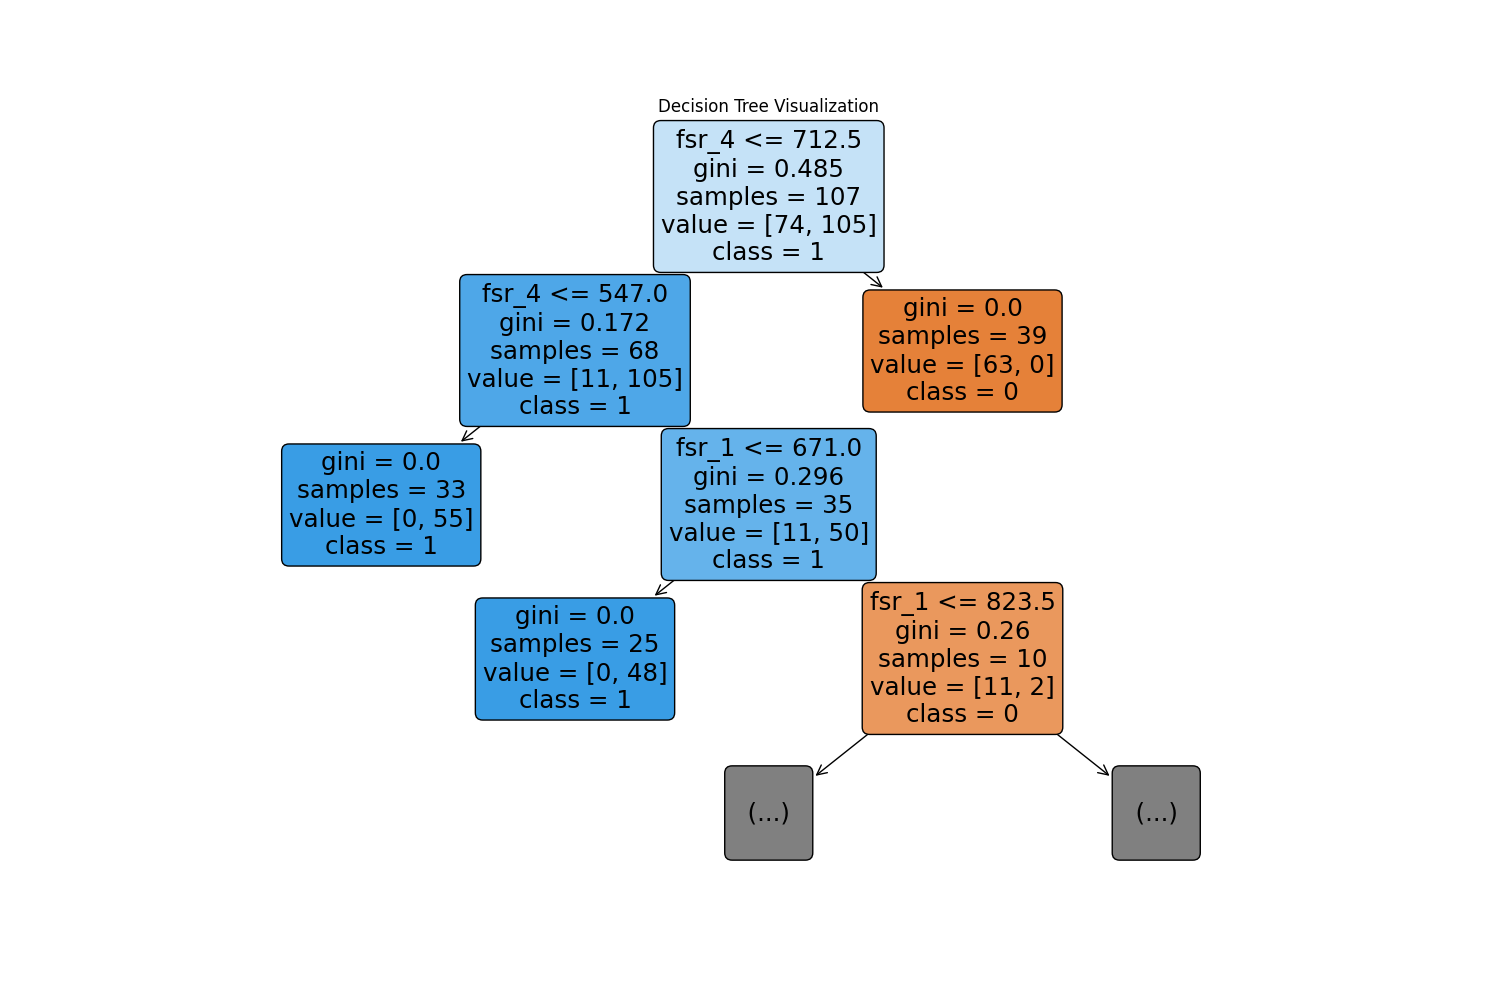 Decision Tree Visualization
fsr_4 <= 712.5
gini = 0.485
samples = 107
value = [74, 105]
class = 1
fsr_4 <= 547.0
gini = 0.172
samples = 68
value = [11, 105]
class = 1
gini = 0.0
samples = 39
value = [63, 0]
class = 0
gini = 0.0
samples = 33
value = [0, 55]
class = 1
fsr_1 <= 671.0
gini = 0.296
samples = 35
value = [11, 50]
class = 1
gini = 0.0
samples = 25
value = [0, 48]
class = 1
fsr_1 <= 823.5
gini = 0.26
samples = 10
value = [11, 2]
class = 0
(...)
(...)